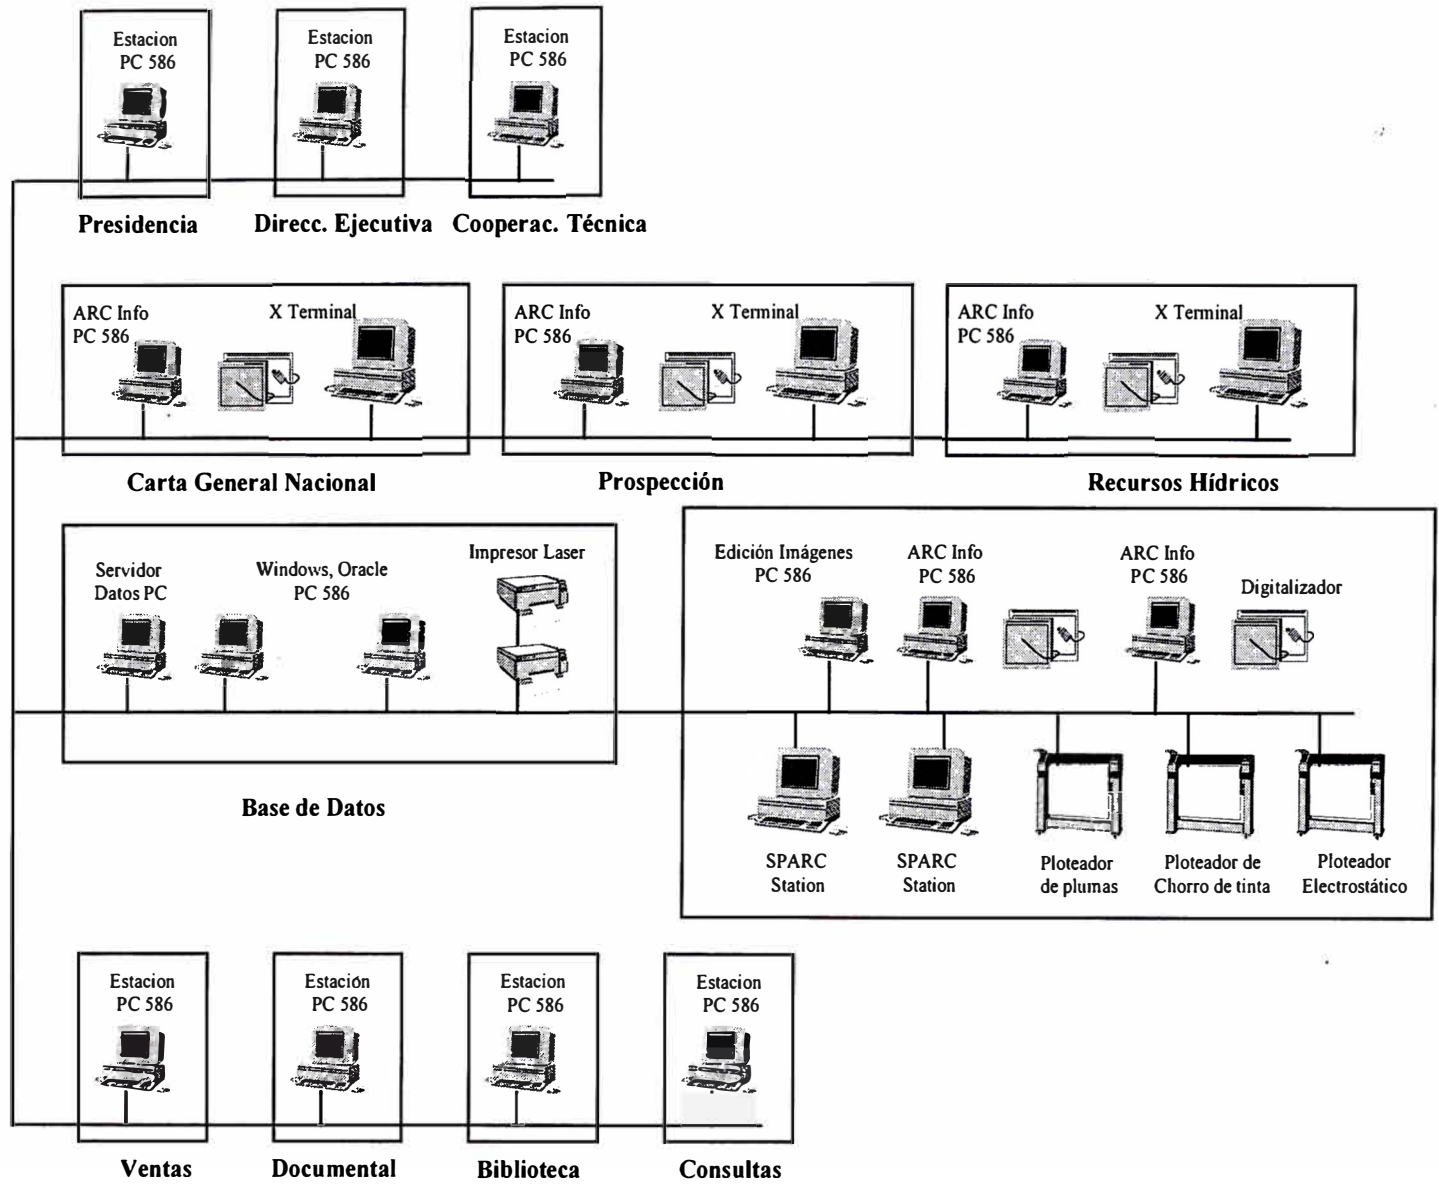 Estacion
PC 586
Estacion
PC 586
Estacion
PC 586
Presidencia
Direcc. Ejecutiva
Cooperac. Técnica
ARC Info
PC 586
X Terminal
ARC Info
PC 586
X Terminal
ARC Info
PC 586
X Terminal
Carta General Nacional
Prospección
Recursos Hídricos
Servidor
Datos PC
Windows, Oracle
PC 586
Impresor Laser
Edición Imágenes
PC 586
ARC Info
PC 586
ARC Info
PC 586
Digitalizador
SPARC
Station
SPARC
Station
Ploteador
de plumas
Ploteador de
Chorro de tinta
Ploteador
Electrostático
Base de Datos
Estacion
PC 586
Estación
PC 586
Estacion
PC 586
Estacion
PC 586
Ventas
Documental
Biblioteca
Consultas